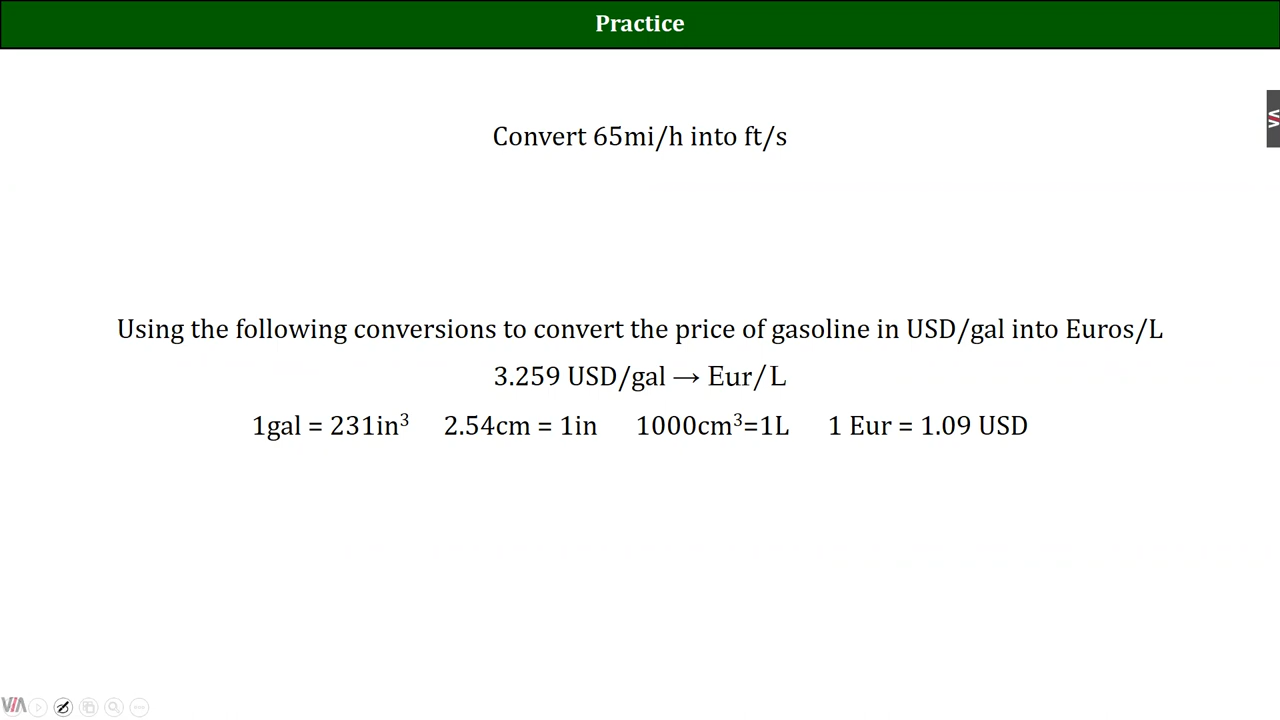 Practice
Convert 65mi/h into ft/s
Using the following conversions to convert the price of gasoline in USD/gal into Euros/L
3.259 USD/gal → Eur/L
1gal = 231in³ 2.54cm = 1in 1000cm³=1L 1 Eur = 1.09 USD
VIA